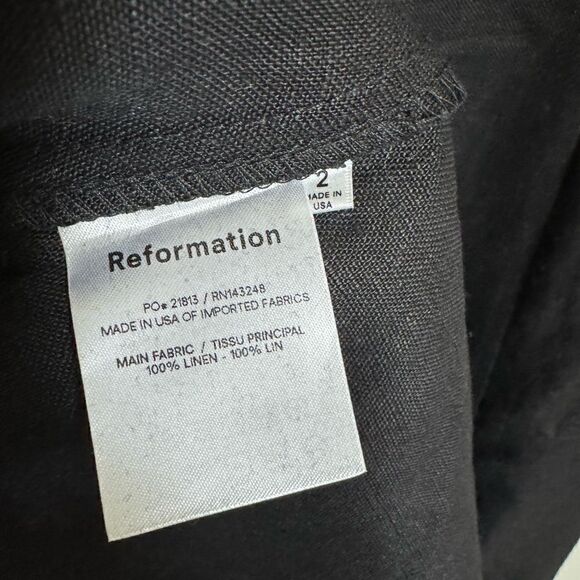 2
MADE IN
USA
Reformation
PO# 21813 / RN143248
MADE IN USA OF IMPORTED FABRICS
MAIN FABRIC / TISSU PRINCIPAL
100% LINEN - 100% LIN